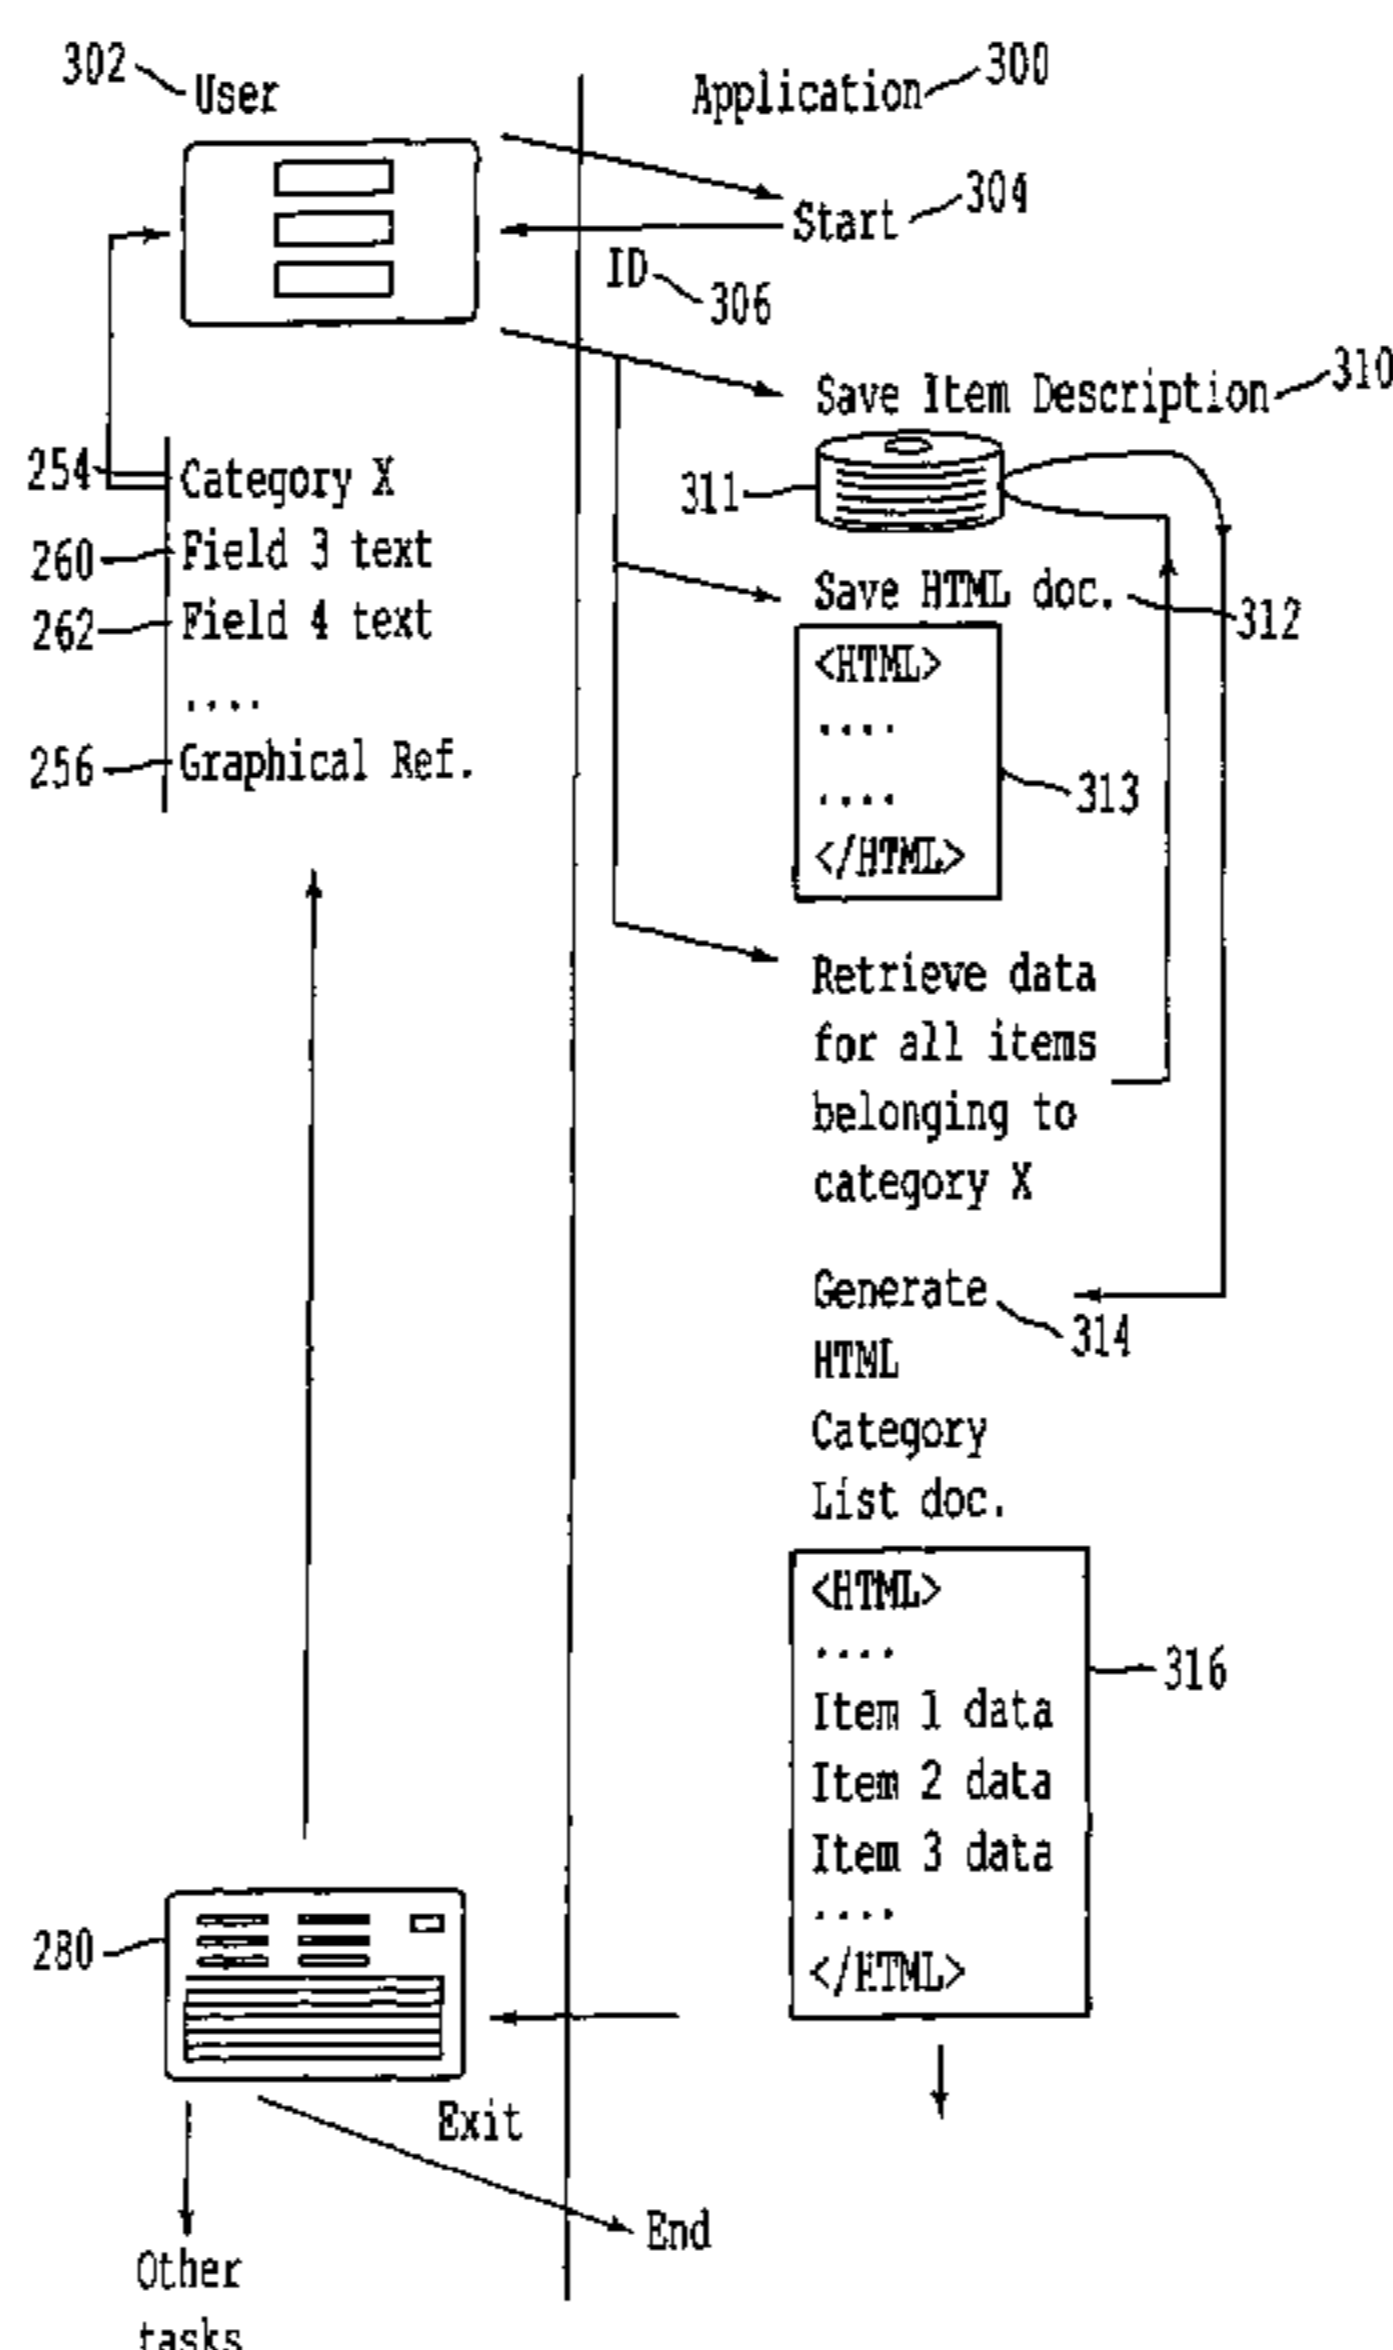 302 User
Application 300
Start 304
ID 306
Save Item Description 310
311
254 Category X
260 Field 3 text
262 Field 4 text
....
256 Graphical Ref.
Save HTML doc. 312
<HTML>
....
....
</HTML>
313
Retrieve data
for all items
belonging to
category X
Generate 314
HTML
Category
List doc.
<HTML>
....
Item 1 data
Item 2 data
Item 3 data
....
</HTML>
316
280
Exit
End
Other
tasks